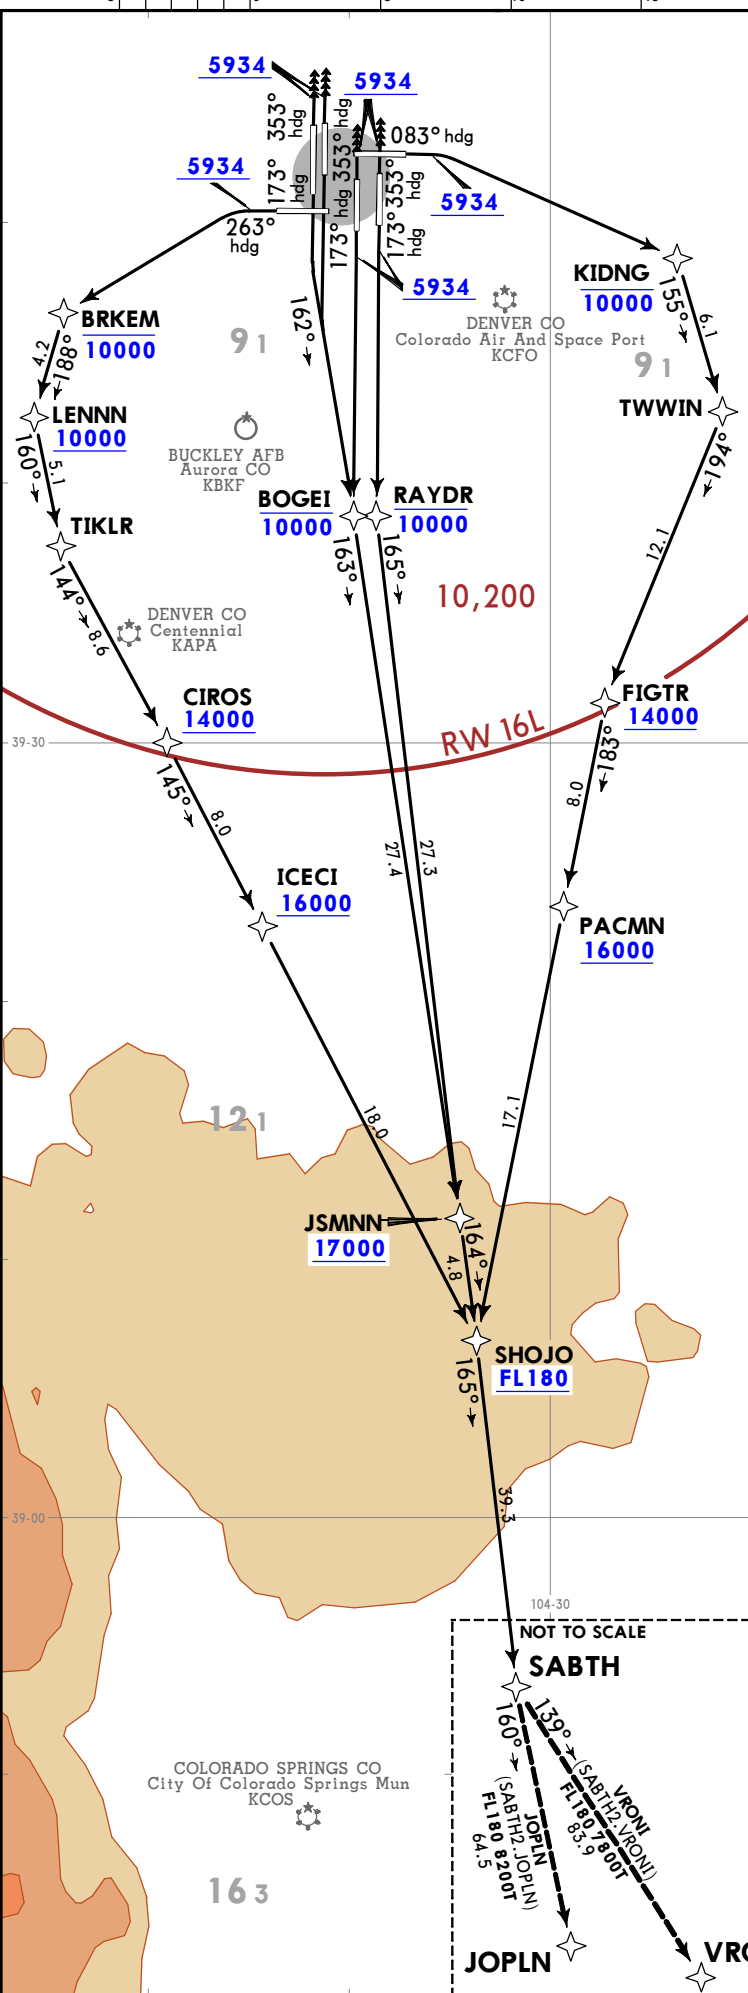 5934
5934
353°
hdg
353°
hdg
083° hdg
5934
173°
hdg
353°
hdg
5934
263°
hdg
173°
hdg
173°
hdg
5934
KIDNG
10000
155°
6.1
162°
DENVER CO
Colorado Air And Space Port
KCFO
BRKEM
10000
9 1
9 1
4.2
188°
LENNN
10000
TWWIN
194°
160°
5.1
BUCKLEY AFB
Aurora CO
KBKF
BOGEI
10000
RAYDR
10000
TIKLR
12.1
163°
165°
144°
8.6
10,200
DENVER CO
Centennial
KAPA
CIROS
14000
FIGTR
14000
RW 16L
39-30
183°
145°
8.0
8.0
27.4
27.3
ICECI
16000
PACMN
16000
12 1
18.0
17.1
JSMNN
17000
164°
4.8
SHOJO
FL180
165°
39.3
39-00
104-30
NOT TO SCALE
SABTH
160°
139°
COLORADO SPRINGS CO
City Of Colorado Springs Mun
KCOS
JOPLN
(SABTH2.JOPLN)
FL180 8200T
64.5
VRONI
(SABTH2.VRONI)
FL180 7800T
83.9
16 3
JOPLN
VRO